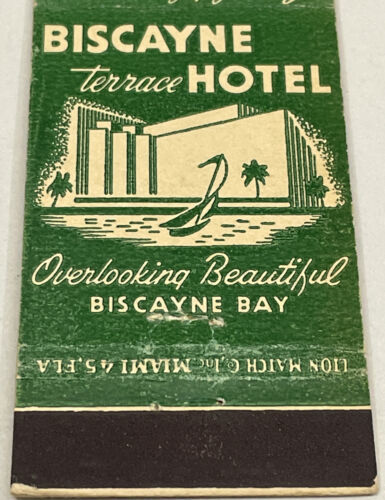 BISCAYNE
terrace HOTEL
Overlooking Beautiful
BISCAYNE BAY
LION MATCH Co., Inc. MIAMI 45, FLA